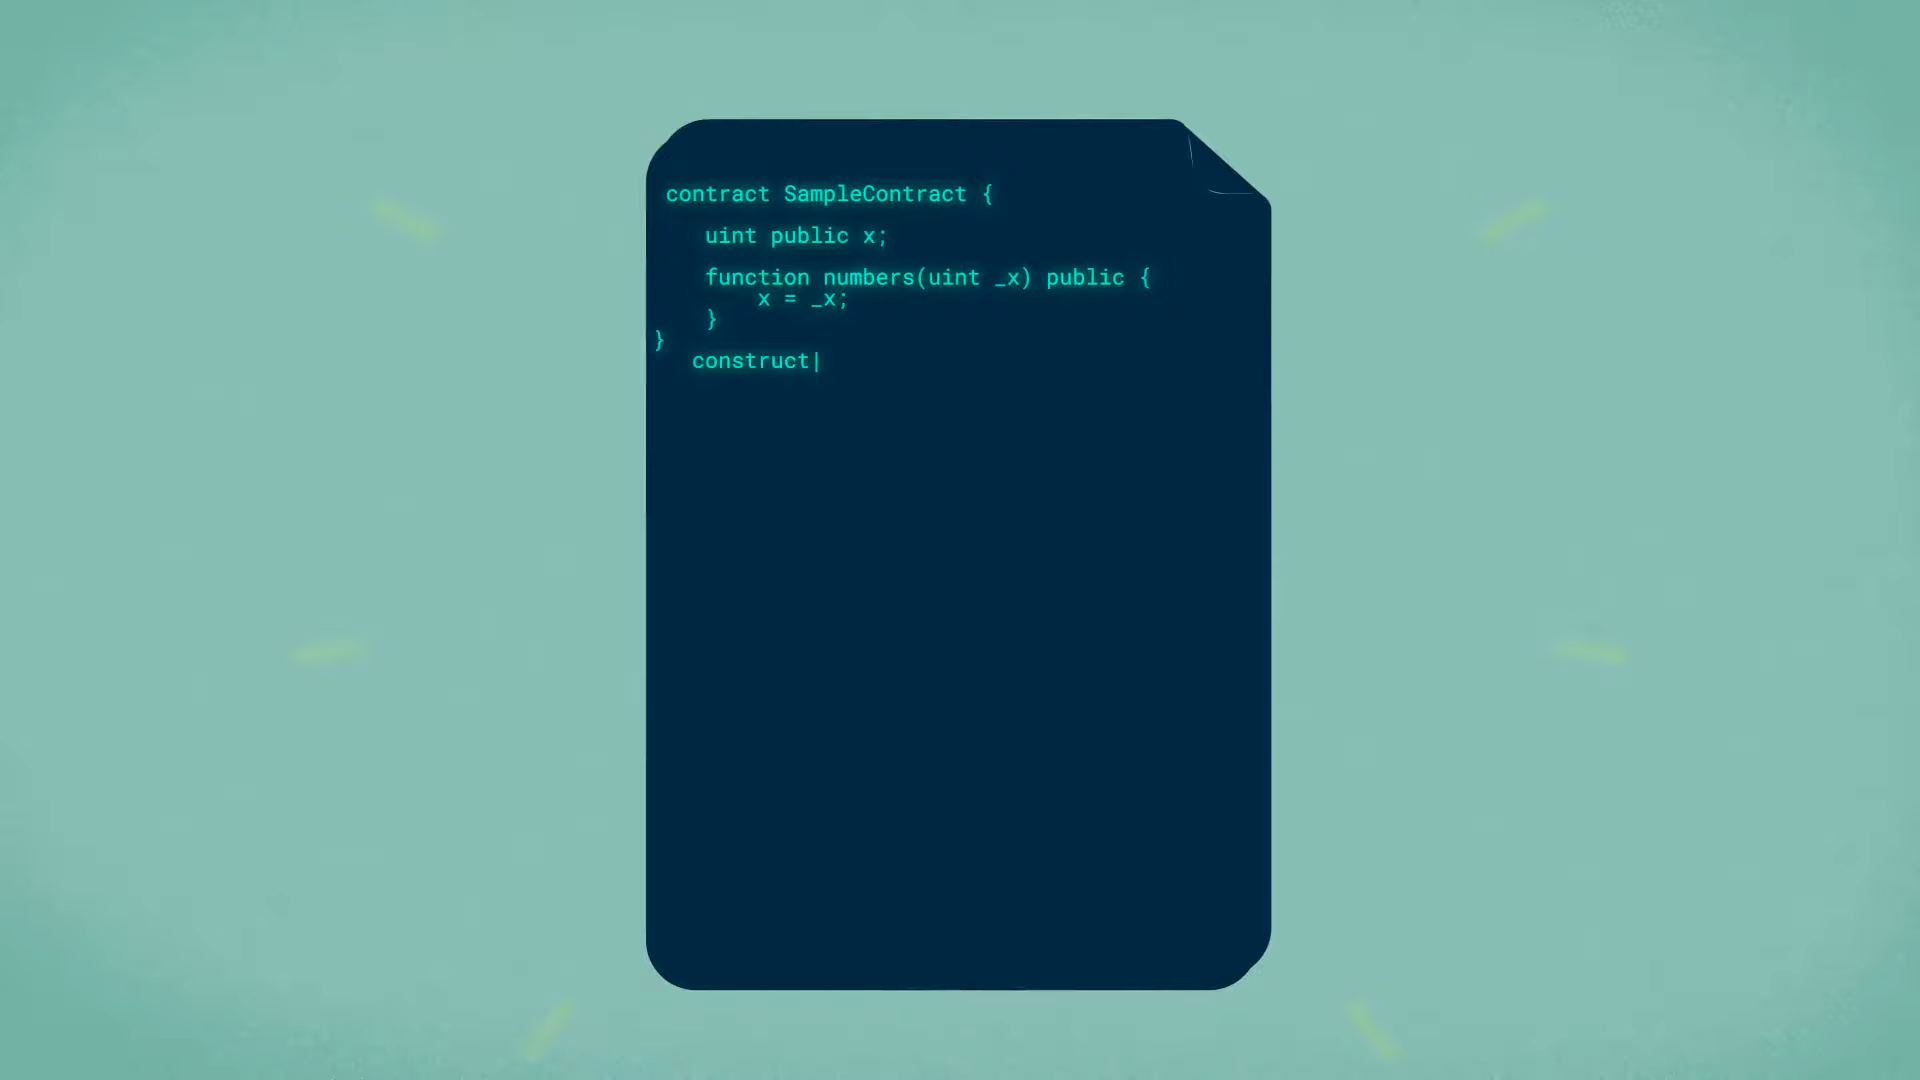 contract SampleContract {
uint public x;
function numbers(uint _x) public {
x = _x;
}
}
construct|